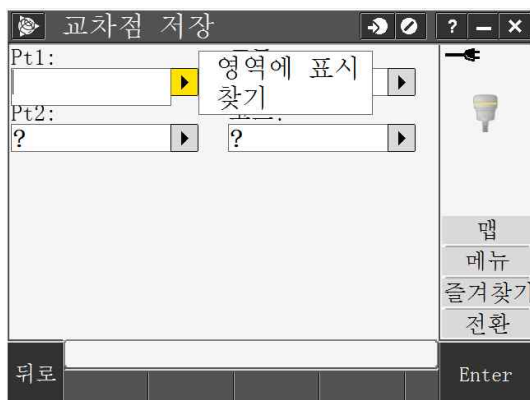 교차점 저장
? – X
Pt1:
영역에 표시
찾기
Pt2:
?
?
맵
메뉴
즐겨찾기
전환
뒤로
Enter